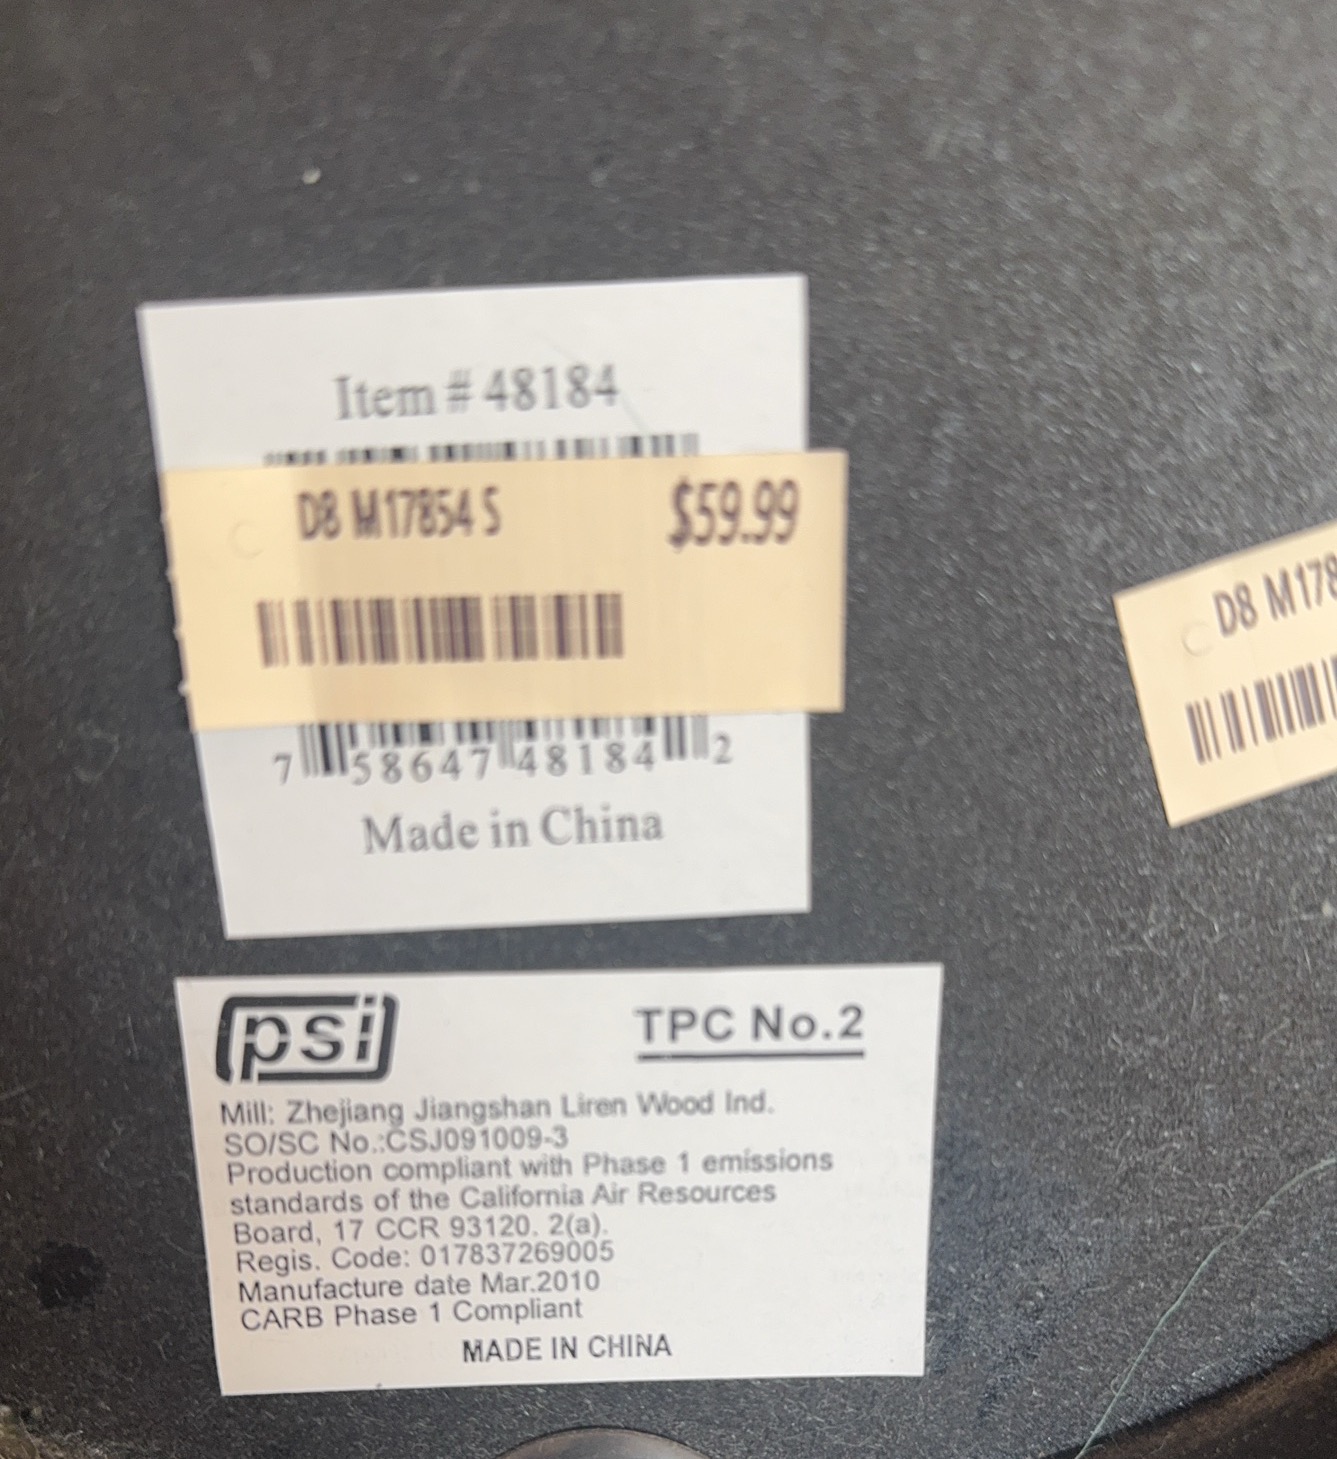 Item # 48184
D8 M17854 S $59.99
7 58647 48184 2
Made in China
D8 M178
psi TPC No.2
Mill: Zhejiang Jiangshan Liren Wood Ind.
SO/SC No.:CSJ091009-3
Production compliant with Phase 1 emissions
standards of the California Air Resources
Board, 17 CCR 93120. 2(a).
Regis. Code: 017837269005
Manufacture date Mar.2010
CARB Phase 1 Compliant
MADE IN CHINA